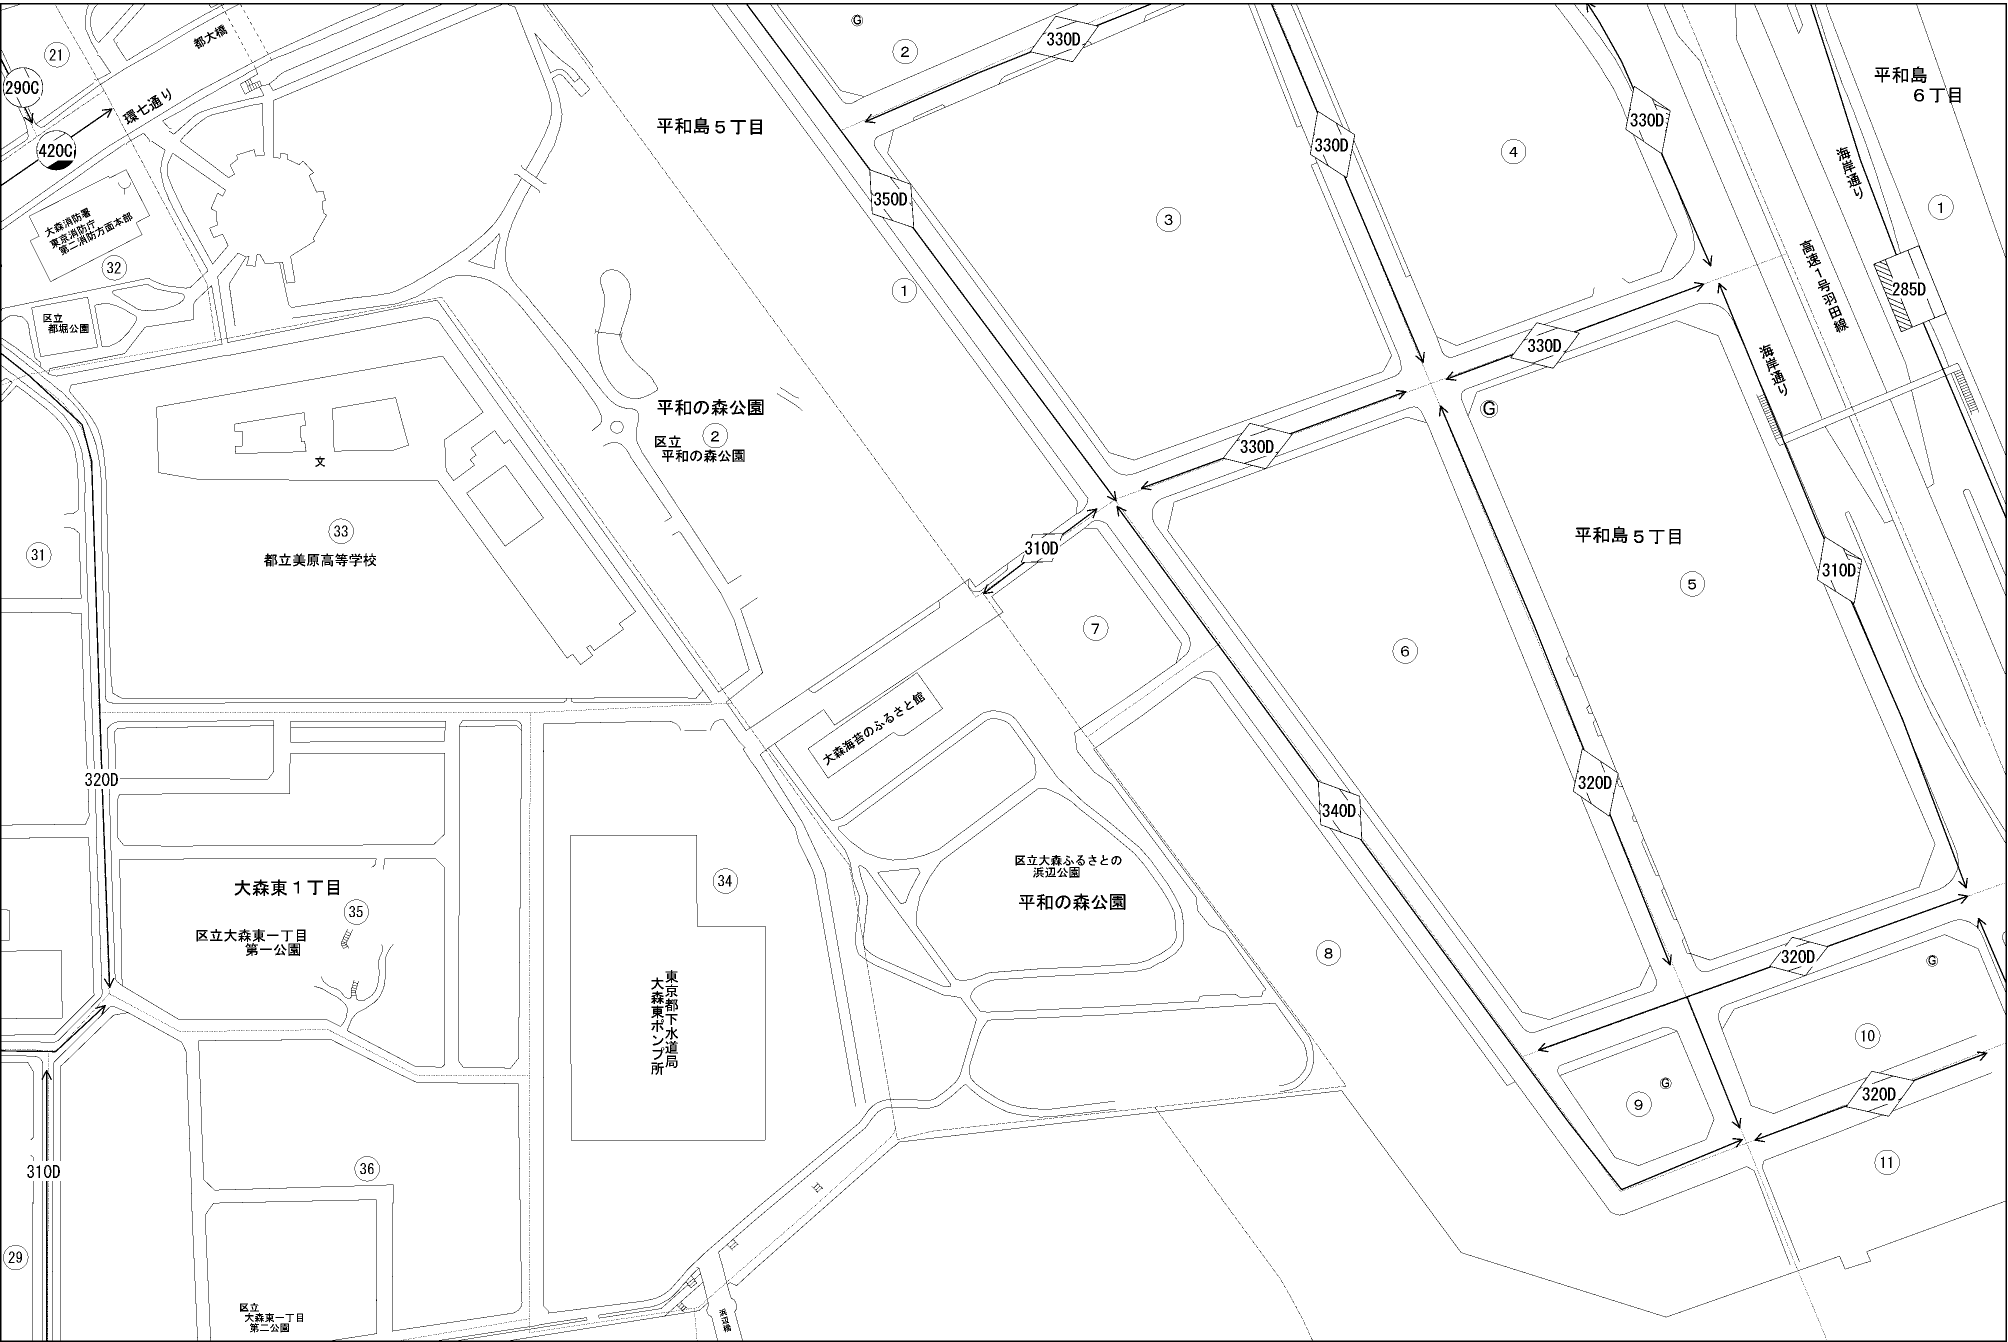 21
290C
420C
都大橋
環七通り
大森消防署
東京消防庁
第二消防方面本部
32
区立
都堀公園
平和島５丁目
G
2
330D
350D
1
3
330D
4
330D
海岸通り
平和島
６丁目
1
高速１号羽田線
285D
海岸通り
330D
G
330D
平和の森公園
2
区立
平和の森公園
文
33
都立美原高等学校
31
310D
7
平和島５丁目
5
310D
6
大森海苔のふるさと館
320D
320D
340D
34
区立大森ふるさとの
浜辺公園
平和の森公園
8
大森東１丁目
35
区立大森東一丁目
第一公園
東京都下水道局
大森東ポンプ所
320D
G
10
320D
G
9
11
310D
36
29
区立
大森東一丁目
第二公園
浜辺橋